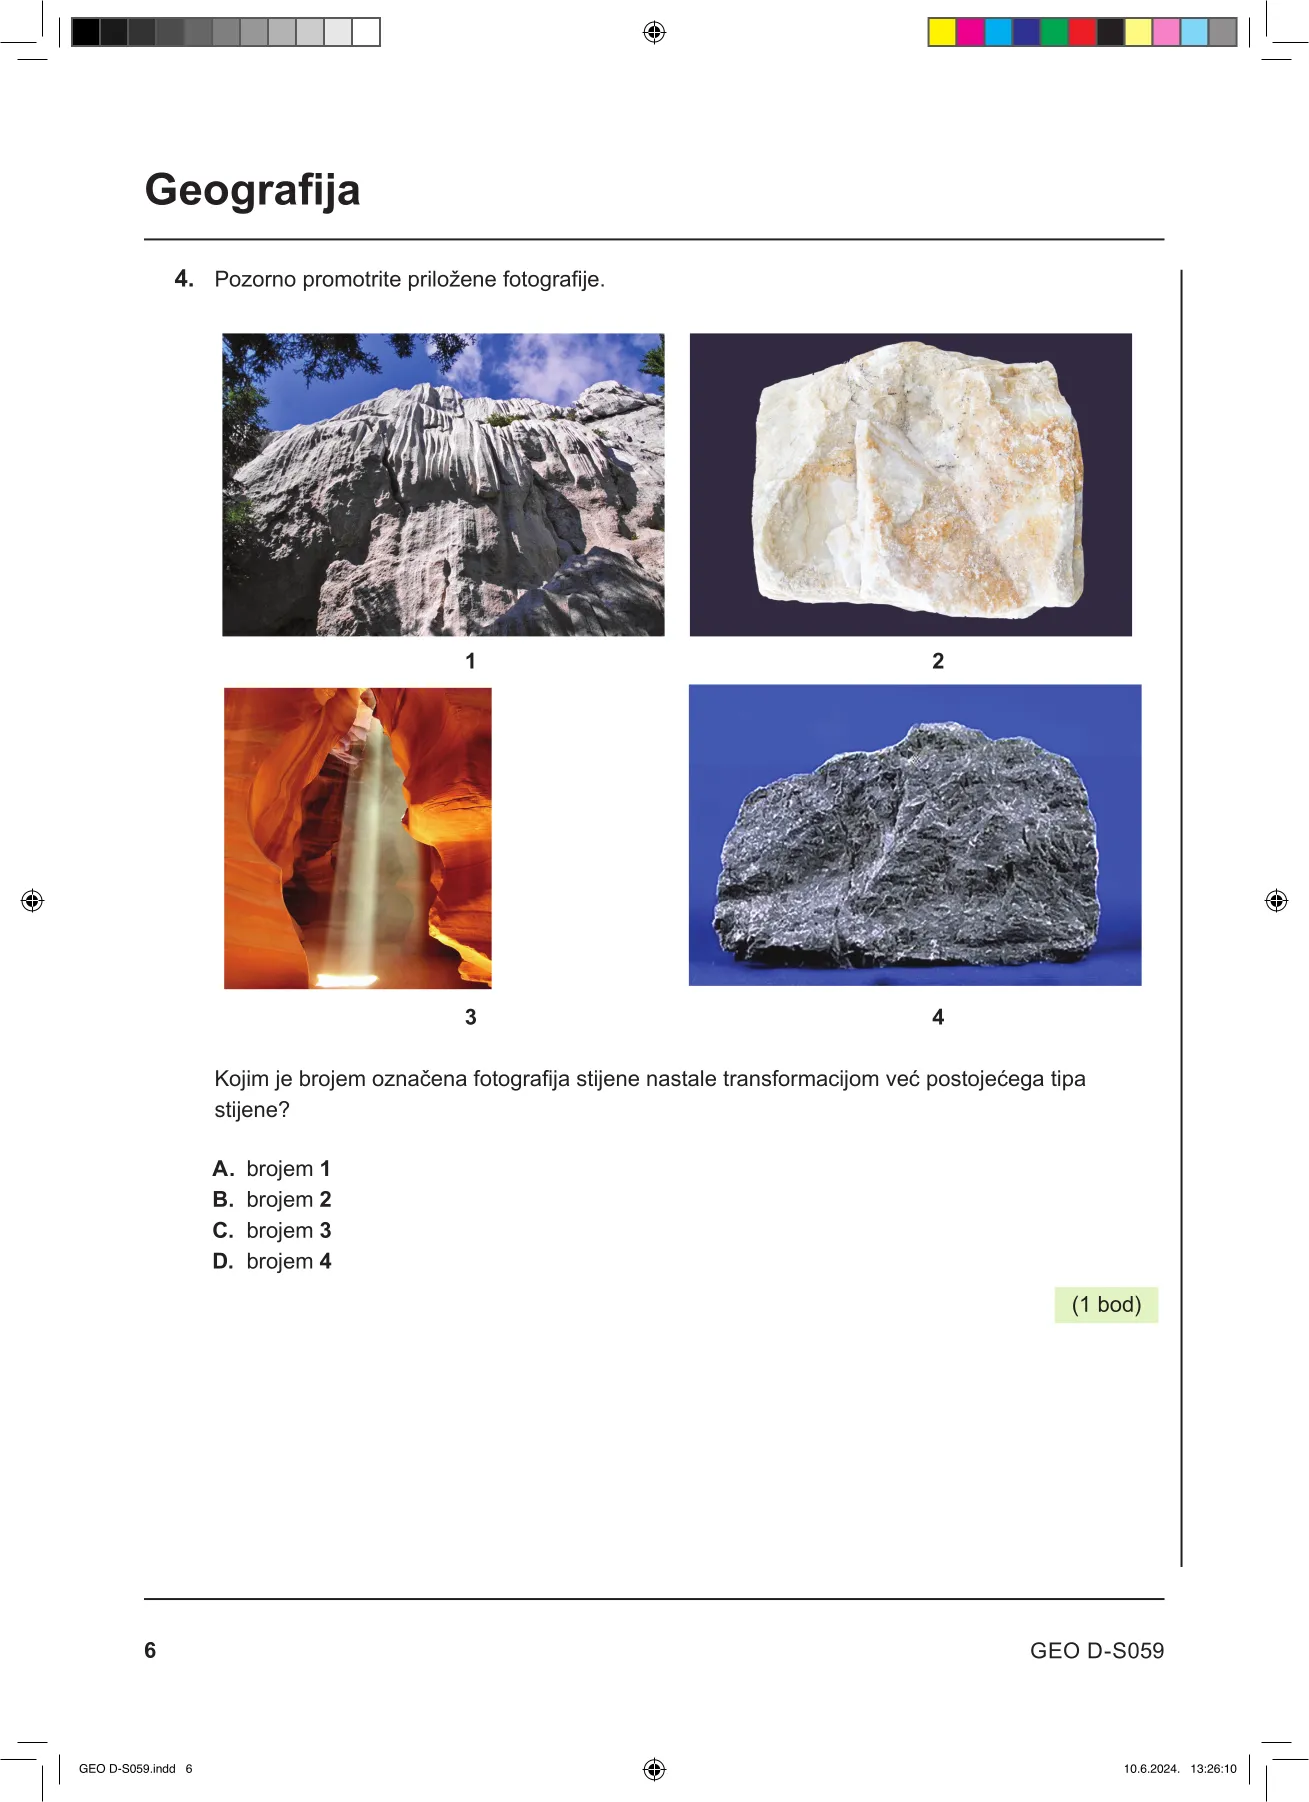 Geografija
4. Pozorno promotrite priložene fotografije.
1
2
3
4
Kojim je brojem označena fotografija stijene nastale transformacijom već postojećega tipa
stijene?
A. brojem 1
B. brojem 2
C. brojem 3
D. brojem 4
(1 bod)
6
GEO D-S059
GEO D-S059.indd 6
10.6.2024. 13:26:10